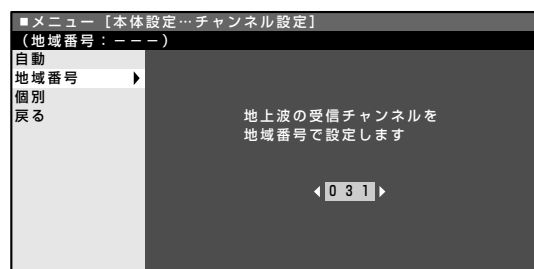 ■メニュー［本体設定…チャンネル設定］
（地域番号：－－－）
自動
地域番号
個別
戻る
地上波の受信チャンネルを
地域番号で設定します
031